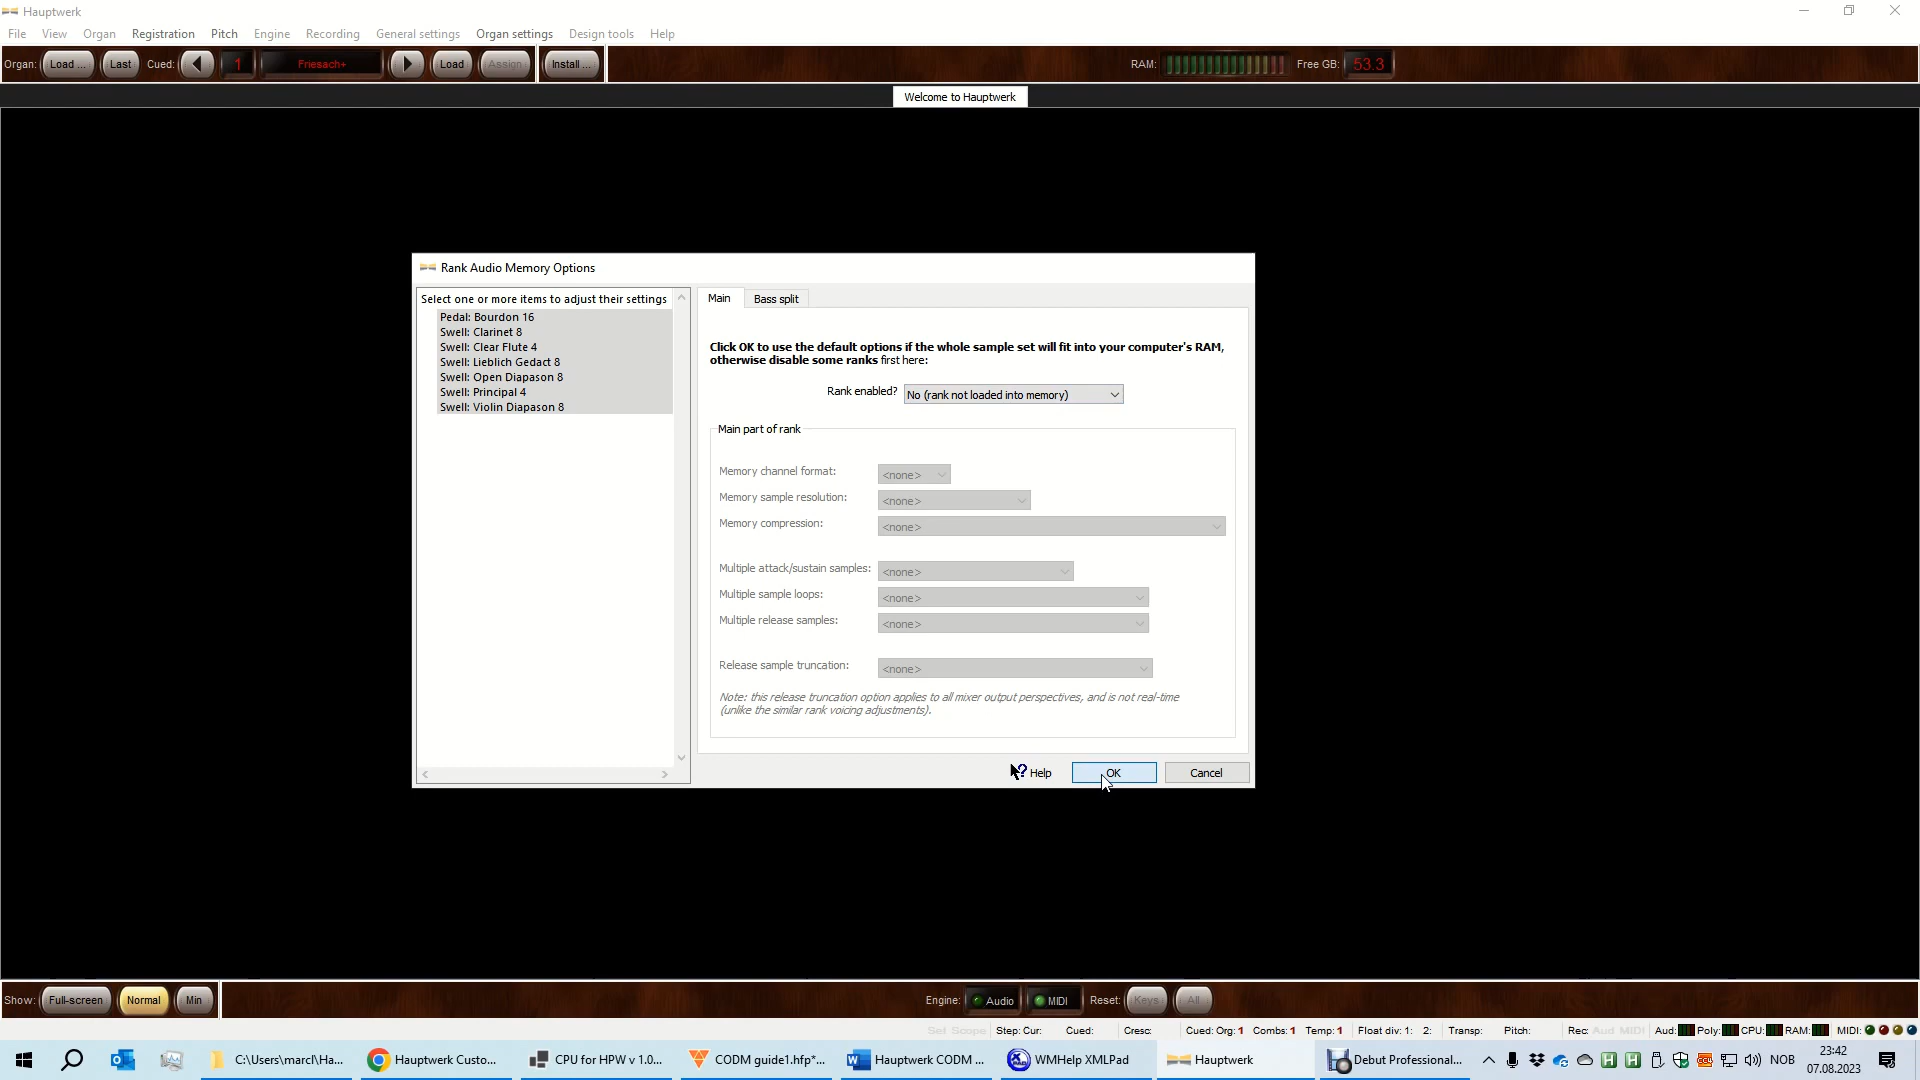 Hauptwerk
File View Organ Registration Pitch Engine Recording General settings Organ settings Design tools Help
Organ: Load ... Last Cued: 1 Friesach+ Load Assign Install ... RAM: Free GB: 53.3
Welcome to Hauptwerk
Rank Audio Memory Options
Select one or more items to adjust their settings
Pedal: Bourdon 16
Swell: Clarinet 8
Swell: Clear Flute 4
Swell: Lieblich Gedact 8
Swell: Open Diapason 8
Swell: Principal 4
Swell: Violin Diapason 8
Main Bass split
Click OK to use the default options if the whole sample set will fit into your computer's RAM,
otherwise disable some ranks first here:
Rank enabled? No (rank not loaded into memory)
Main part of rank
Memory channel format: <none>
Memory sample resolution: <none>
Memory compression: <none>
Multiple attack/sustain samples: <none>
Multiple sample loops: <none>
Multiple release samples: <none>
Release sample truncation: <none>
Note: this release truncation option applies to all mixer output perspectives, and is not real-time
(unlike the similar rank voicing adjustments).
Help OK Cancel
Show: Full-screen Normal Min Engine: Audio MIDI Reset: Keys All
Set Scope Step: Cur: Cued: Cresc: Cued: Org: 1 Combs: 1 Temp: 1 Float div: 1: 2: Transp: Pitch: Rec: Aud MIDI Aud: Poly: CPU: RAM: MIDI:
C:\Users\marcl\Ha... Hauptwerk Custo... CPU for HPW v 1.0... CODM guide1.hfp*... Hauptwerk CODM ... WMHelp XMLPad Hauptwerk Debut Professional... NOB 23:42
07.08.2023